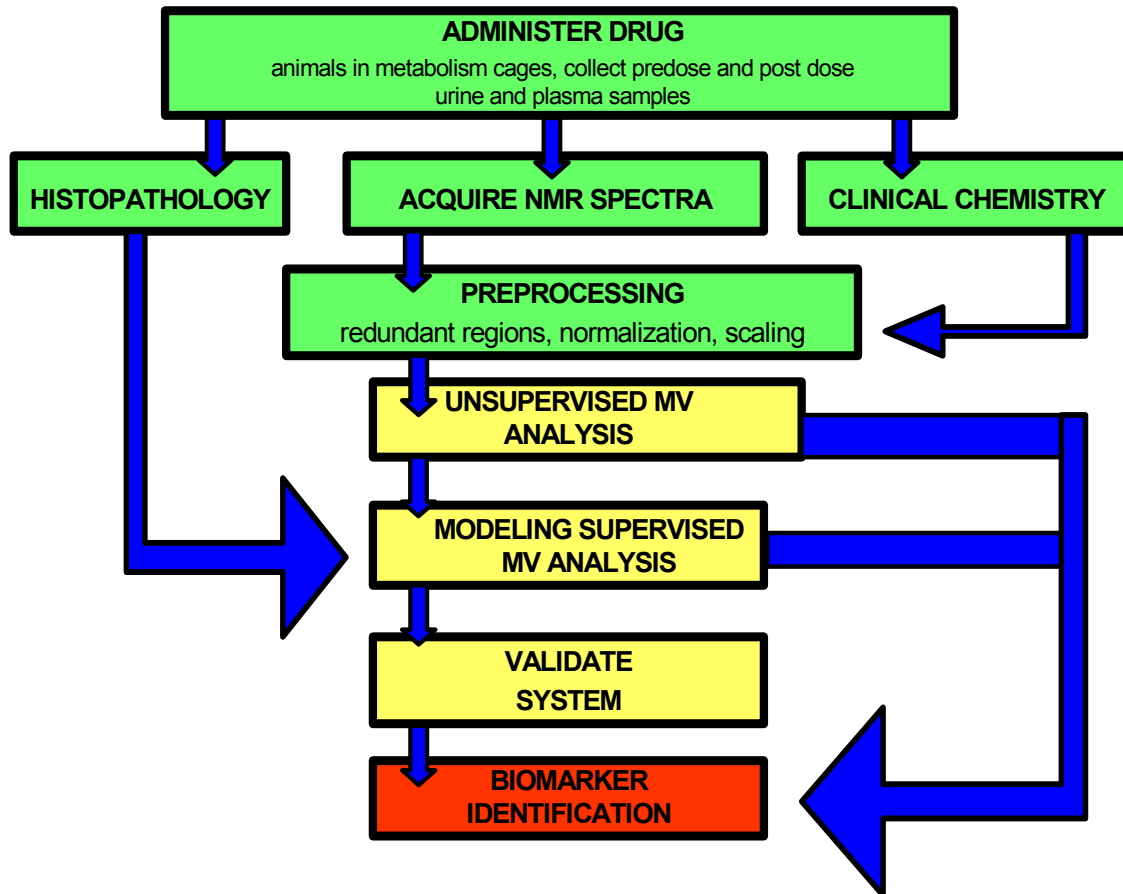 ADMINISTER DRUG
animals in metabolism cages, collect predose and post dose
urine and plasma samples
HISTOPATHOLOGY
ACQUIRE NMR SPECTRA
CLINICAL CHEMISTRY
PREPROCESSING
redundant regions, normalization, scaling
UNSUPERVISED MV
ANALYSIS
MODELING SUPERVISED
MV ANALYSIS
VALIDATE
SYSTEM
BIOMARKER
IDENTIFICATION